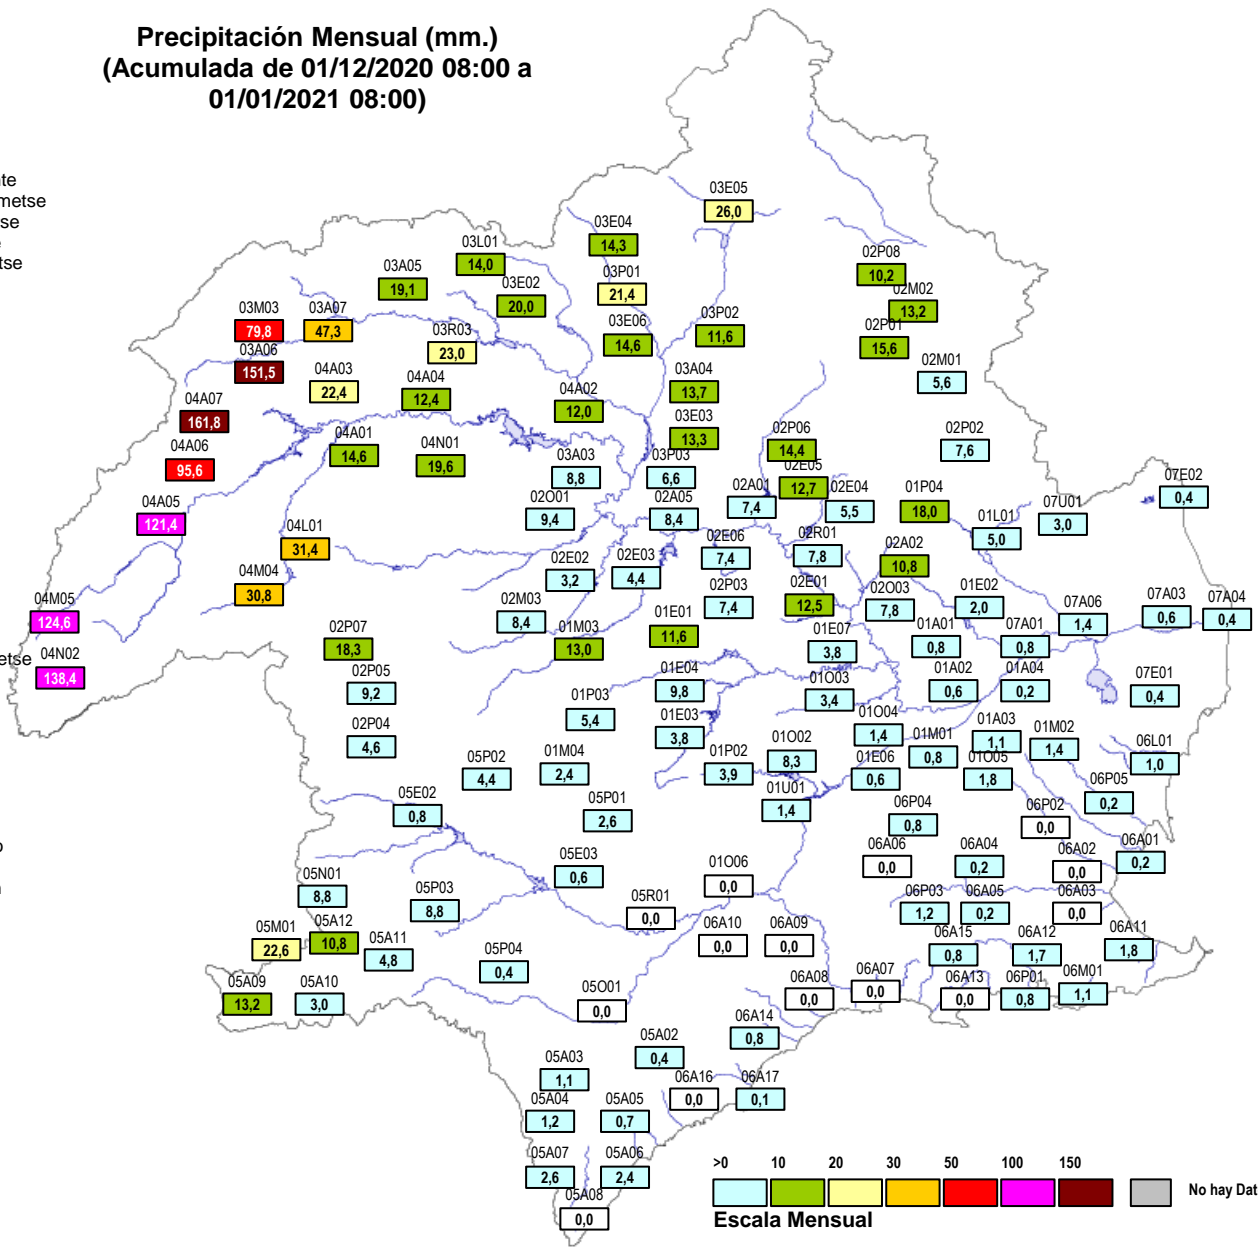 Precipitación Mensual (mm.)
(Acumulada de 01/12/2020 08:00 a
01/01/2021 08:00)
te
metse
se
tse
etse
03E05
26,0
03E04
14,3
03L01
14,0
03P01
21,4
02P08
10,2
03A05
19,1
03E02
20,0
02M02
13,2
03M03
79,8
03A07
47,3
03R03
23,0
03E06
14,6
03P02
11,6
02P01
15,6
03A06
151,5
04A03
22,4
04A04
12,4
04A02
12,0
03A04
13,7
02M01
5,6
04A07
161,8
04A01
14,6
04N01
19,6
03E03
13,3
02P06
14,4
02P02
7,6
04A06
95,6
03A03
8,8
03P03
6,6
02E05
12,7
07E02
0,4
04A05
121,4
02O01
9,4
02A05
8,4
02A01
7,4
02E04
5,5
01P04
18,0
01L01
5,0
07U01
3,0
04L01
31,4
02E06
7,4
02R01
7,8
02A02
10,8
04M04
30,8
02E02
3,2
02E03
4,4
02P03
7,4
02E01
12,5
02O03
7,8
01E02
2,0
07A06
1,4
07A03
0,6
07A04
0,4
04M05
124,6
02M03
8,4
01M03
13,0
01E01
11,6
01E07
3,8
01A01
0,8
07A01
0,8
04N02
138,4
02P07
18,3
02P05
9,2
01E04
9,8
01O03
3,4
01A02
0,6
01A04
0,2
07E01
0,4
01P03
5,4
01E03
3,8
01O04
1,4
01A03
1,1
01M02
1,4
02P04
4,6
05P02
4,4
01M04
2,4
01P02
3,9
01O02
8,3
01M01
0,8
01E06
0,6
01O05
1,8
06L01
1,0
05E02
0,8
05P01
2,6
01U01
1,4
06P04
0,8
06P02
0,0
06P05
0,2
05E03
0,6
01O06
0,0
06A06
0,0
06A04
0,2
06A02
0,0
06A01
0,2
05N01
8,8
05P03
8,8
05R01
0,0
06P03
1,2
06A05
0,2
06A03
0,0
05M01
22,6
05A12
10,8
05A11
4,8
06A10
0,0
06A09
0,0
06A15
0,8
06A12
1,7
06A11
1,8
05P04
0,4
05A09
13,2
05A10
3,0
05O01
0,0
06A08
0,0
06A07
0,0
06A13
0,0
06P01
0,8
06M01
1,1
06A14
0,8
05A02
0,4
05A03
1,1
06A16
0,0
06A17
0,1
05A04
1,2
05A05
0,7
05A07
2,6
05A06
2,4
05A08
0,0
>0 10 20 30 50 100 150
No hay Dat
Escala Mensual